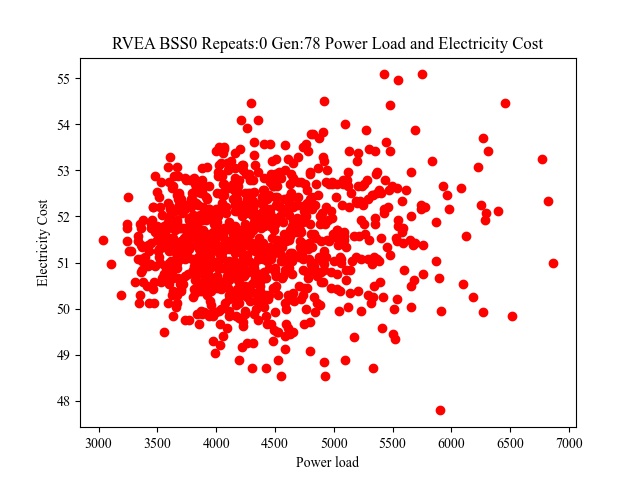 RVEA BSS0 Repeats:0 Gen:78 Power Load and Electricity Cost
55
54
53
52
51
50
49
48
Electricity Cost
3000 3500 4000 4500 5000 5500 6000 6500 7000
Power load